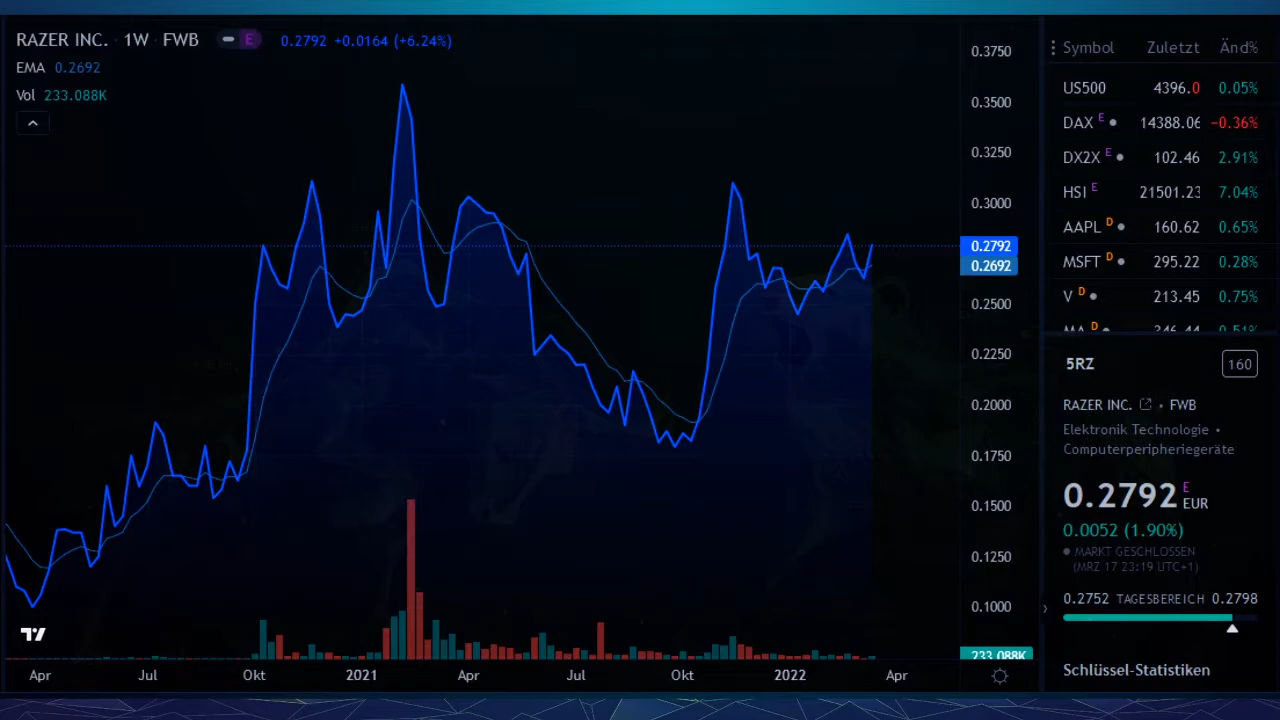 RAZER INC. · 1W · FWB E 0.2792 +0.0164 (+6.24%)
EMA 0.2692
Vol 233.088K
0.3750
0.3500
0.3250
0.3000
0.2792
0.2692
0.2500
0.2250
0.2000
0.1750
0.1500
0.1250
0.1000
233.088K
Apr Jul Okt 2021 Apr Jul Okt 2022 Apr
Symbol Zuletzt Änd%
US500 4396.0 0.05%
DAX E 14388.06 −0.36%
DX2X E 102.46 2.91%
HSI E 21501.23 7.04%
AAPL D 160.62 0.65%
MSFT D 295.22 0.28%
V D 213.45 0.75%
MA D 346.44 0.51%
5RZ 160
RAZER INC. • FWB
Elektronik Technologie •
Computerperipheriegeräte
0.2792 E EUR
0.0052 (1.90%)
MARKT GESCHLOSSEN
(MRZ 17 23:19 UTC+1)
0.2752 TAGESBEREICH 0.2798
Schlüssel-Statistiken